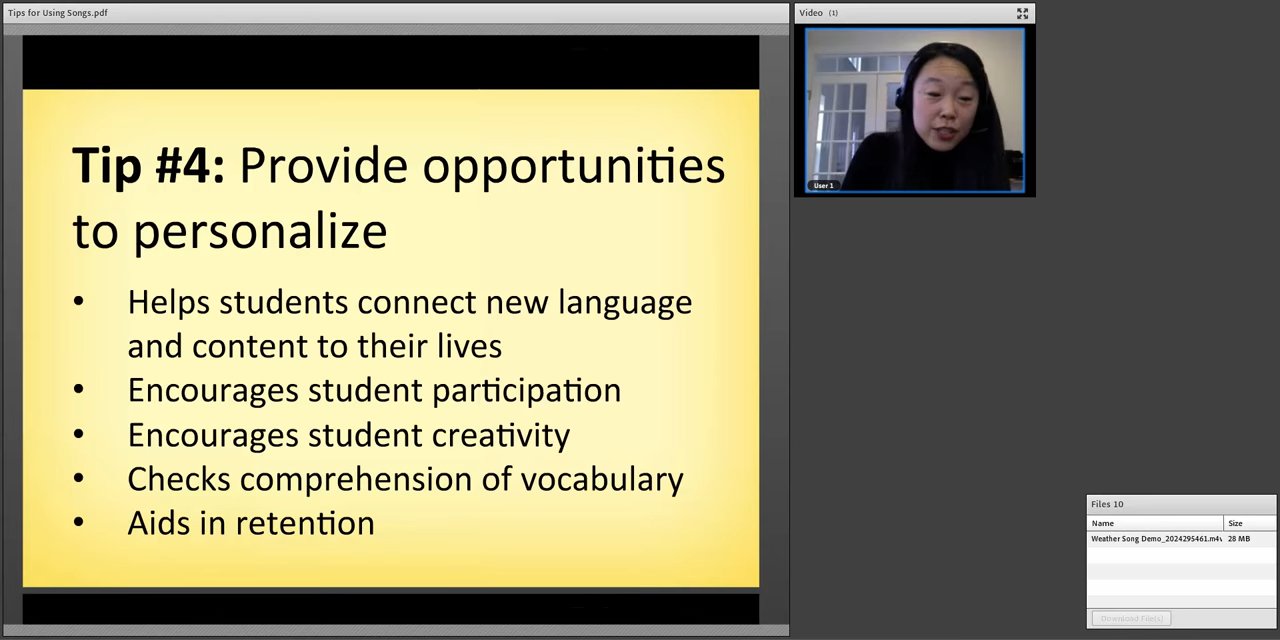 Tips for Using Songs.pdf
Video (1)
Tip #4: Provide opportunities
to personalize
• Helps students connect new language
and content to their lives
• Encourages student participation
• Encourages student creativity
• Checks comprehension of vocabulary
• Aids in retention
User 1
Files 10
Name Size
Weather Song Demo_2024295461.m4v 28 MB
Download File(s)